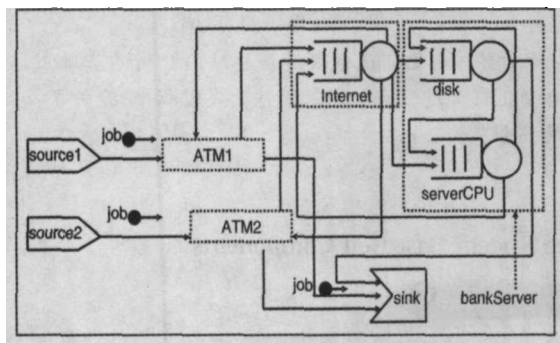 Internet
disk
job
source1
ATM1
serverCPU
job
source2
ATM2
job
sink
bankServer